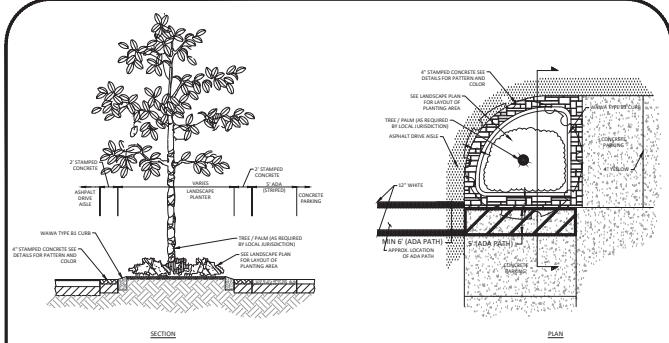 2' STAMPED
CONCRETE
ASHPALT
DRIVE
AISLE
VARIES
LANDSCAPE
PLANTER
2' STAMPED
CONCRETE
5' ADA
(STRIPED)
CONCRETE
PARKING
WAWA TYPE B1 CURB
4" STAMPED CONCRETE SEE
DETAILS FOR PATTERN AND
COLOR
TREE / PALM (AS REQUIRED
BY LOCAL JURISDICTION)
SEE LANDSCAPE PLAN
FOR LAYOUT OF
PLANTING AREA
SECTION
4" STAMPED CONCRETE SEE
DETAILS FOR PATTERN AND
COLOR
SEE LANDSCAPE PLAN
FOR LAYOUT OF
PLANTING AREA
TREE / PALM (AS REQUIRED
BY LOCAL JURISDICTION)
ASPHALT DRIVE AISLE
WAWA TYPE B1 CURB
CONCRETE
PARKING
4" YELLOW
12" WHITE
MIN 6' (ADA PATH)
5' (ADA PATH)
APPROX. LOCATION
OF ADA PATH
CONCRETE
PARKING
PLAN